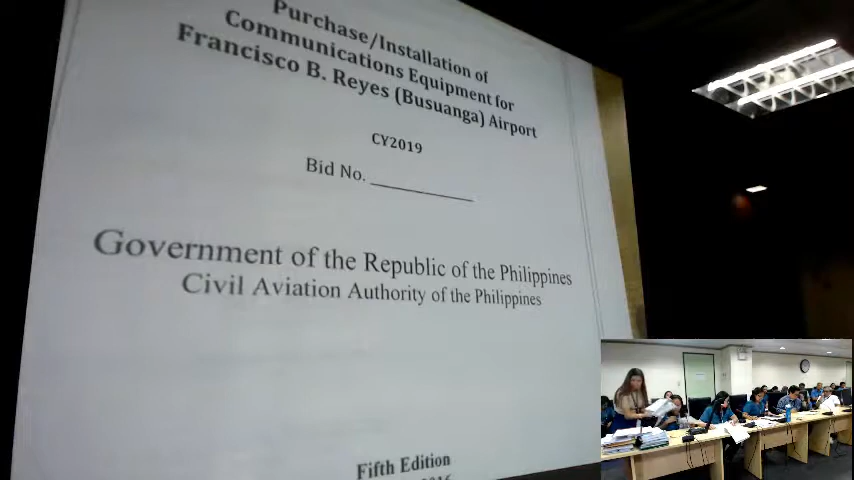 Purchase/Installation of
Communications Equipment for
Francisco B. Reyes (Busuanga) Airport
CY2019
Bid No.
Government of the Republic of the Philippines
Civil Aviation Authority of the Philippines
Fifth Edition